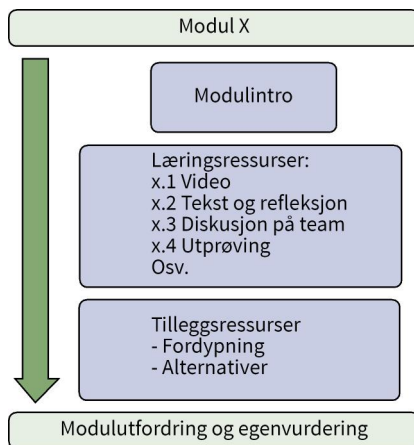 Modul X
Modulintro
Læringsressurser:
x.1 Video
x.2 Tekst og refleksjon
x.3 Diskusjon på team
x.4 Utprøving
Osv.
Tilleggsressurser
- Fordypning
- Alternativer
Modulutfordring og egenvurdering